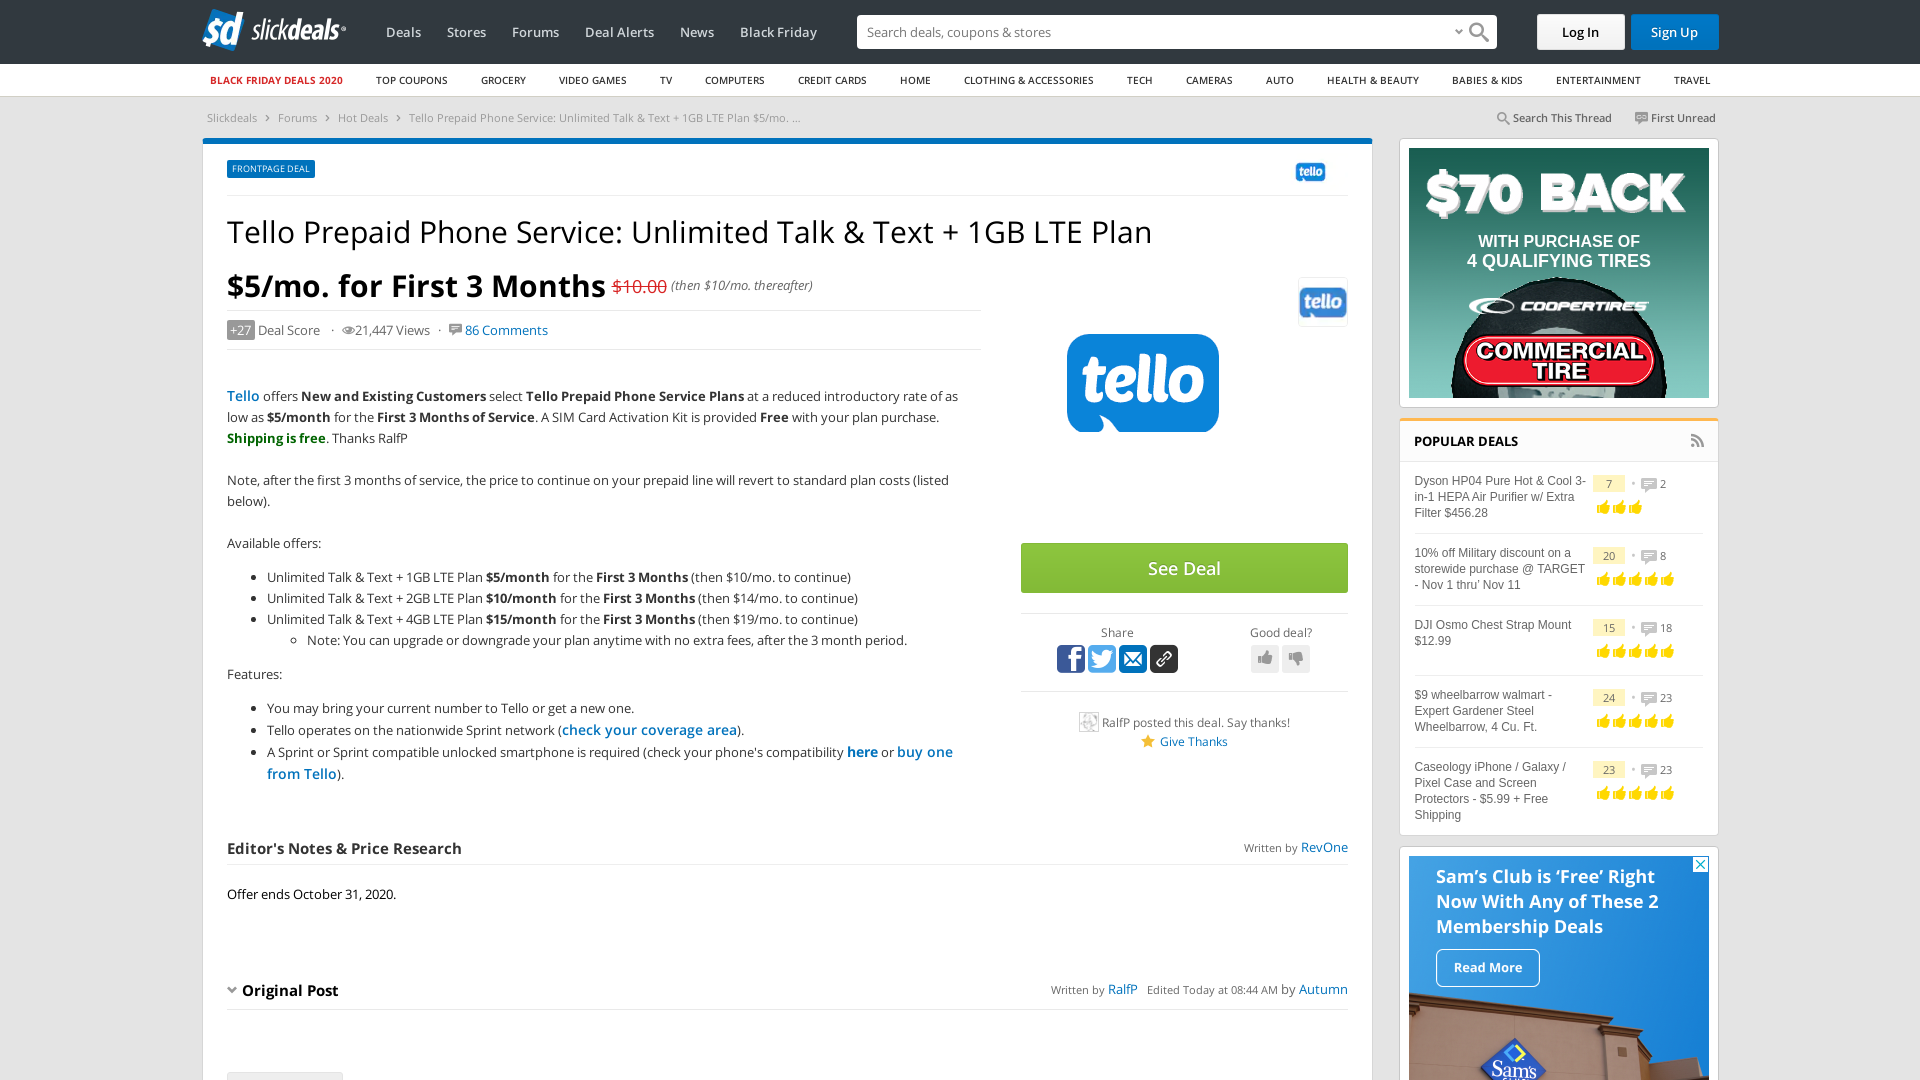 slickdeals
Deals Stores Forums Deal Alerts News Black Friday
Search deals, coupons & shops
Log In Sign Up
BLACK FRIDAY DEALS 2020 TOP COUPONS GROCERY VIDEO GAMES TV COMPUTERS CREDIT CARDS HOME CLOTHING & ACCESSORIES TECH CAMERAS AUTO HEALTH & BEAUTY BABIES & KIDS ENTERTAINMENT TRAVEL
Slickdeals > Forums > Hot Deals > Tello Prepaid Phone Service: Unlimited Talk & Text + 1GB LTE Plan $5/mo. ...
Search This Thread First Unread
FRONTPAGE DEAL
tello
Tello Prepaid Phone Service: Unlimited Talk & Text + 1GB LTE Plan
$5/mo. for First 3 Months $10.00 (then $10/mo. thereafter)
+27 Deal Score · 21,447 Views · 86 Comments
Tello offers New and Existing Customers select Tello Prepaid Phone Service Plans at a reduced introductory rate of as
low as $5/month for the First 3 Months of Service. A SIM Card Activation Kit is provided Free with your plan purchase.
Shipping is free. Thanks RalfP
Note, after the first 3 months of service, the price to continue on your prepaid line will revert to standard plan costs (listed
below).
Available offers:
• Unlimited Talk & Text + 1GB LTE Plan $5/month for the First 3 Months (then $10/mo. to continue)
• Unlimited Talk & Text + 2GB LTE Plan $10/month for the First 3 Months (then $14/mo. to continue)
• Unlimited Talk & Text + 4GB LTE Plan $15/month for the First 3 Months (then $19/mo. to continue)
◦ Note: You can upgrade or downgrade your plan anytime with no extra fees, after the 3 month period.
Features:
• You may bring your current number to Tello or get a new one.
• Tello operates on the nationwide Sprint network (check your coverage area).
• A Sprint or Sprint compatible unlocked smartphone is required (check your phone's compatibility here or buy one
from Tello).
tello
tello
See Deal
Share Good deal?
RalfP posted this deal. Say thanks!
Give Thanks
Editor's Notes & Price Research
Written by RevOne
Offer ends October 31, 2020.
Original Post
Written by RalfP Edited Today at 08:44 AM by Autumn
$70 BACK
WITH PURCHASE OF
4 QUALIFYING TIRES
COOPERTIRES
COMMERCIAL
TIRE
POPULAR DEALS
Dyson HP04 Pure Hot & Cool 3-
in-1 HEPA Air Purifier w/ Extra
Filter $456.28
7 • 2
10% off Military discount on a
storewide purchase @ TARGET
- Nov 1 thru' Nov 11
20 • 8
DJI Osmo Chest Strap Mount
$12.99
15 • 18
$9 wheelbarrow walmart -
Expert Gardener Steel
Wheelbarrow, 4 Cu. Ft.
24 • 23
Caseology iPhone / Galaxy /
Pixel Case and Screen
Protectors - $5.99 + Free
Shipping
23 • 23
Sam's Club is 'Free' Right
Now With Any of These 2
Membership Deals
Read More
Sam's